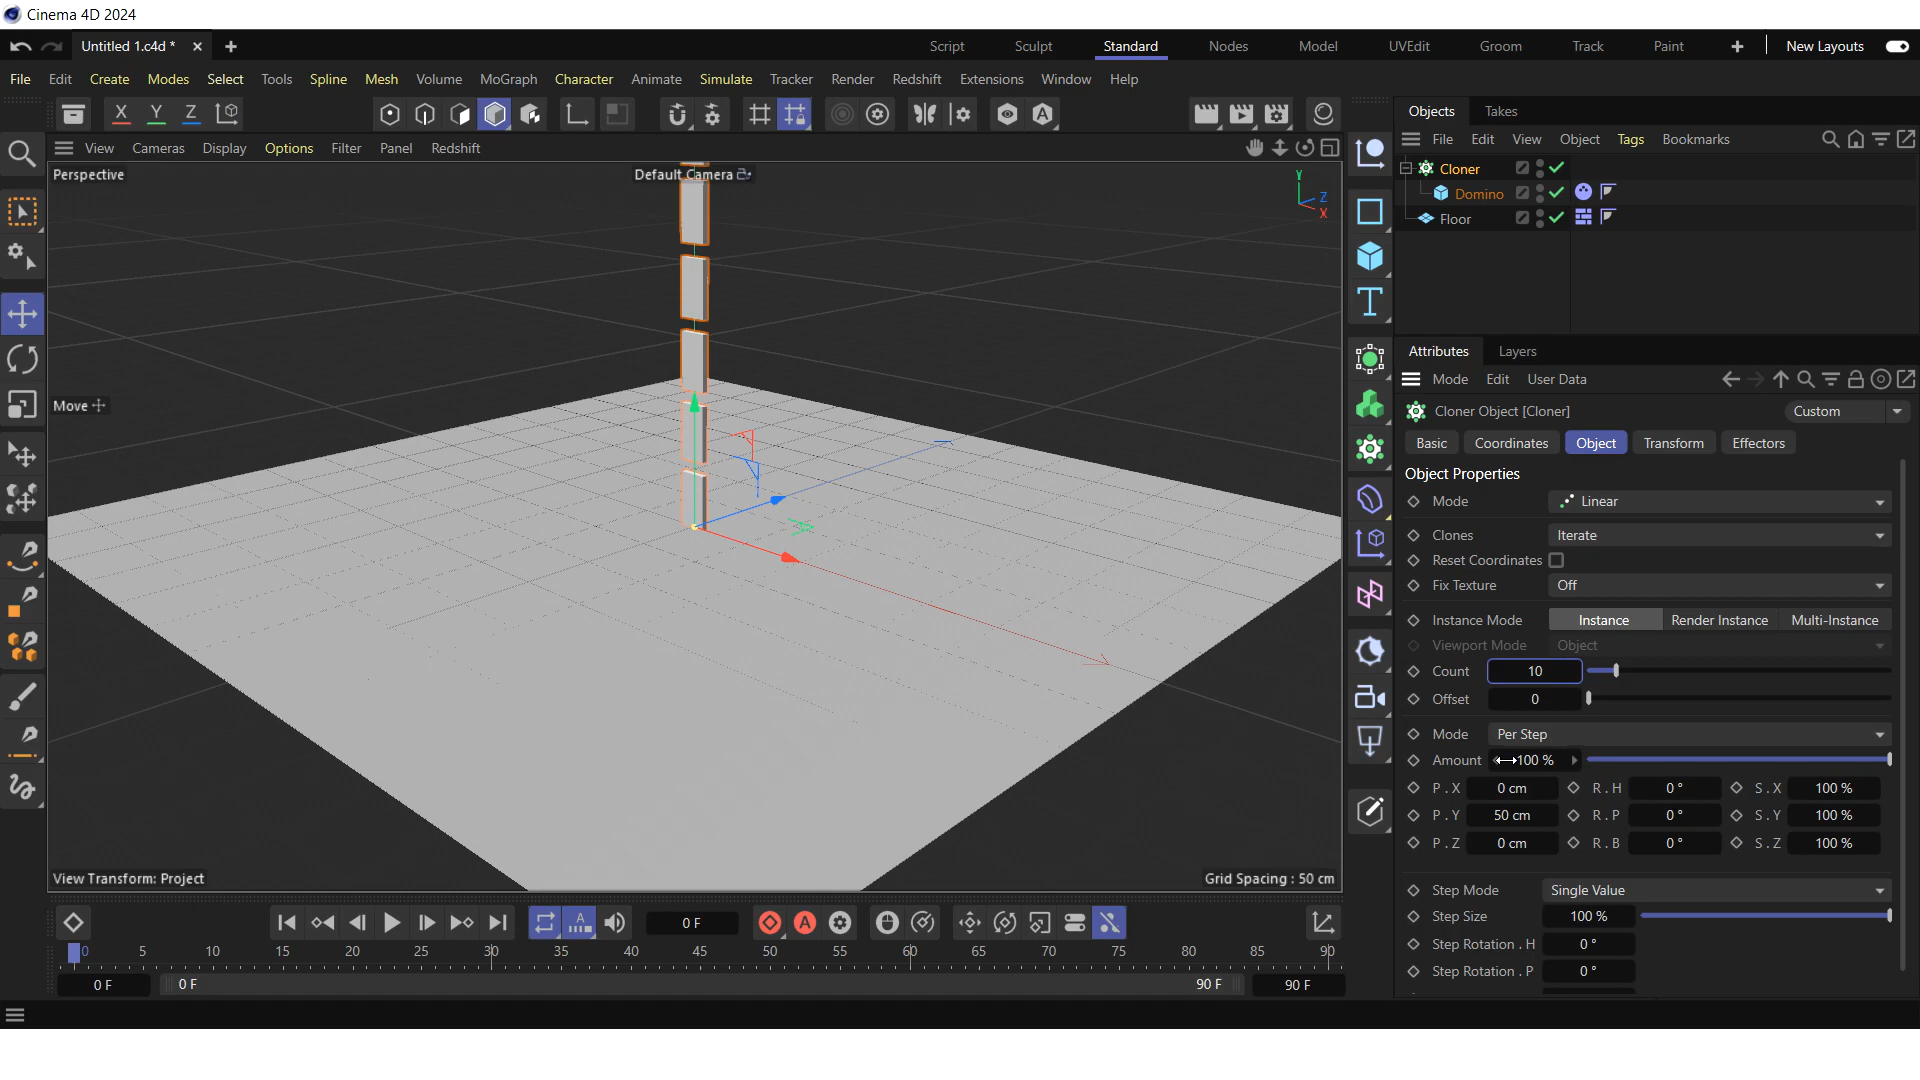 Cinema 4D 2024
Untitled 1.c4d *
Script Sculpt Standard Nodes Model UVEdit Groom Track Paint New Layouts
File Edit Create Modes Select Tools Spline Mesh Volume MoGraph Character Animate Simulate Tracker Render Redshift Extensions Window Help
X Y Z
Objects Takes
View Cameras Display Options Filter Panel Redshift
File Edit View Object Tags Bookmarks
Perspective
Default Camera
Y
Z
X
Cloner
Domino
Floor
Attributes Layers
Mode Edit User Data
Move
Cloner Object [Cloner]
Custom
Basic Coordinates Object Transform Effectors
Object Properties
Mode Linear
Clones Iterate
Reset Coordinates
Fix Texture Off
Instance Mode Instance Render Instance Multi-Instance
Viewport Mode Object
Count 10
Offset 0
Mode Per Step
Amount 100 %
P . X 0 cm R . H 0 ° S . X 100 %
P . Y 50 cm R . P 0 ° S . Y 100 %
P . Z 0 cm R . B 0 ° S . Z 100 %
View Transform: Project
Grid Spacing : 50 cm
Step Mode Single Value
Step Size 100 %
Step Rotation . H 0 °
Step Rotation . P 0 °
0 F
0 5 10 15 20 25 30 35 40 45 50 55 60 65 70 75 80 85 90
0 F 0 F 90 F 90 F